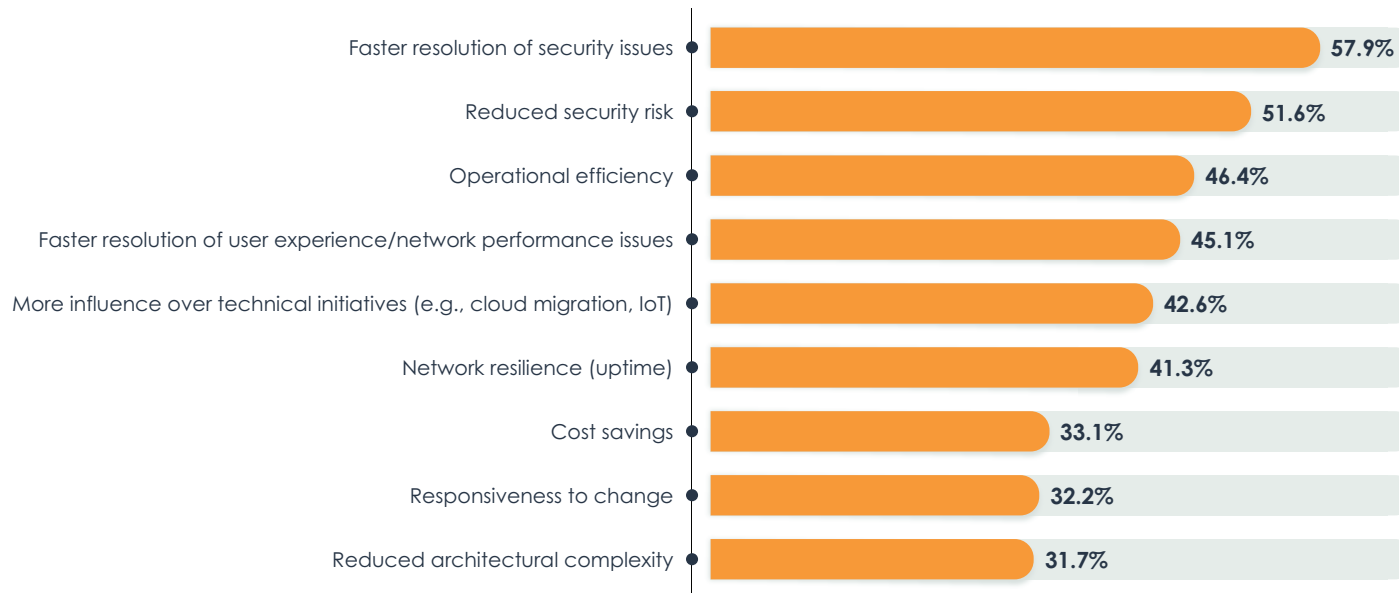 Faster resolution of security issues 57.9%
Reduced security risk 51.6%
Operational efficiency 46.4%
Faster resolution of user experience/network performance issues 45.1%
More influence over technical initiatives (e.g., cloud migration, IoT) 42.6%
Network resilience (uptime) 41.3%
Cost savings 33.1%
Responsiveness to change 32.2%
Reduced architectural complexity 31.7%